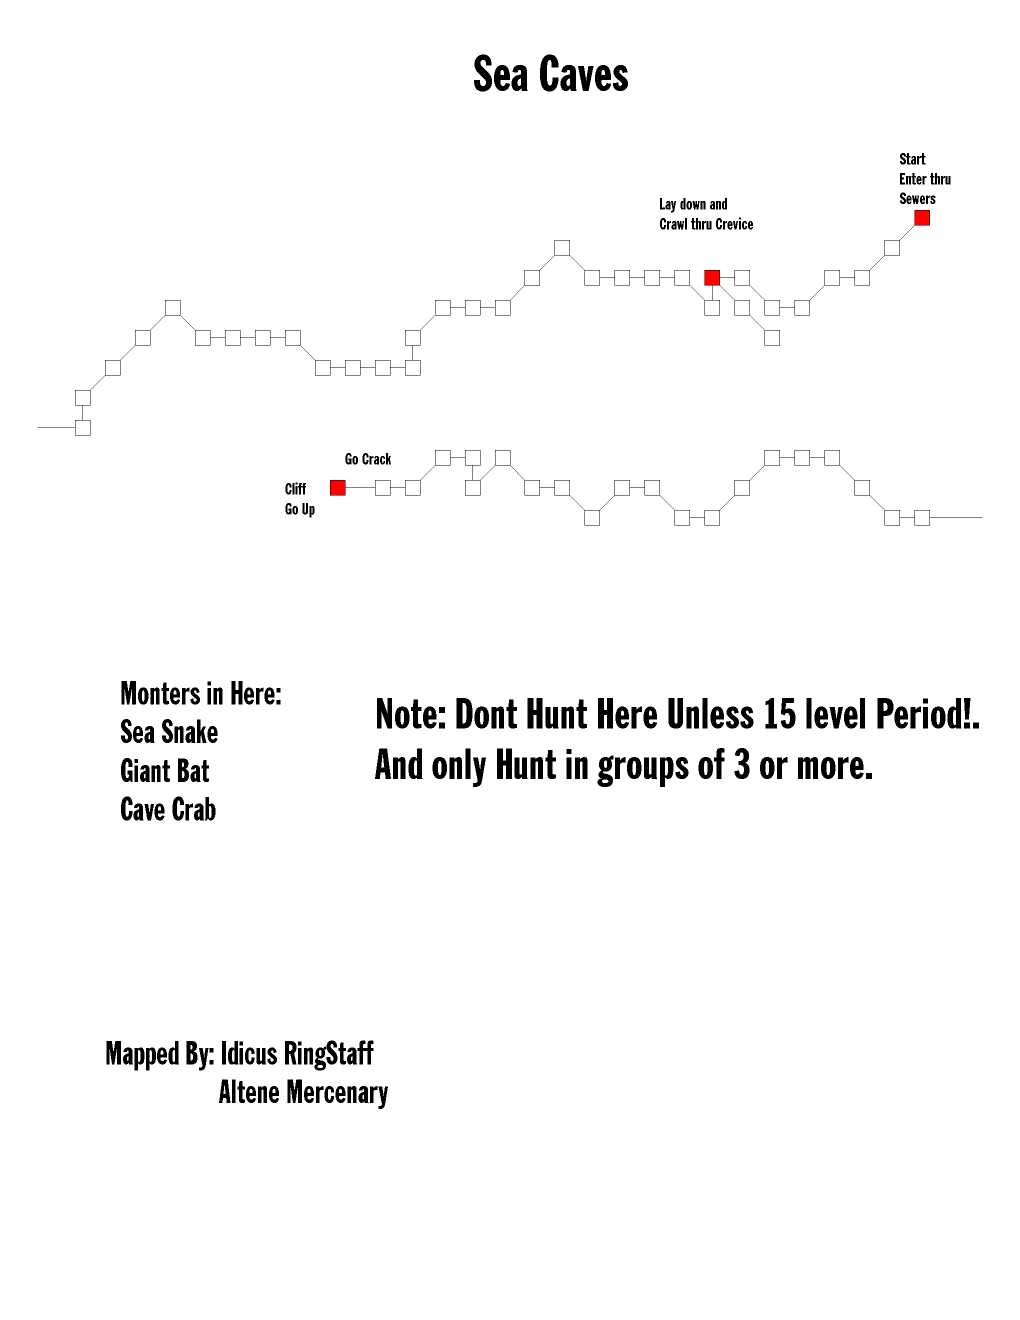 Sea Caves
Start
Enter thru
Sewers
Lay down and
Crawl thru Crevice
Go Crack
Cliff
Go Up
Monters in Here:
Sea Snake
Giant Bat
Cave Crab
Note: Dont Hunt Here Unless 15 level Period!.
And only Hunt in groups of 3 or more.
Mapped By: Idicus RingStaff
Altene Mercenary